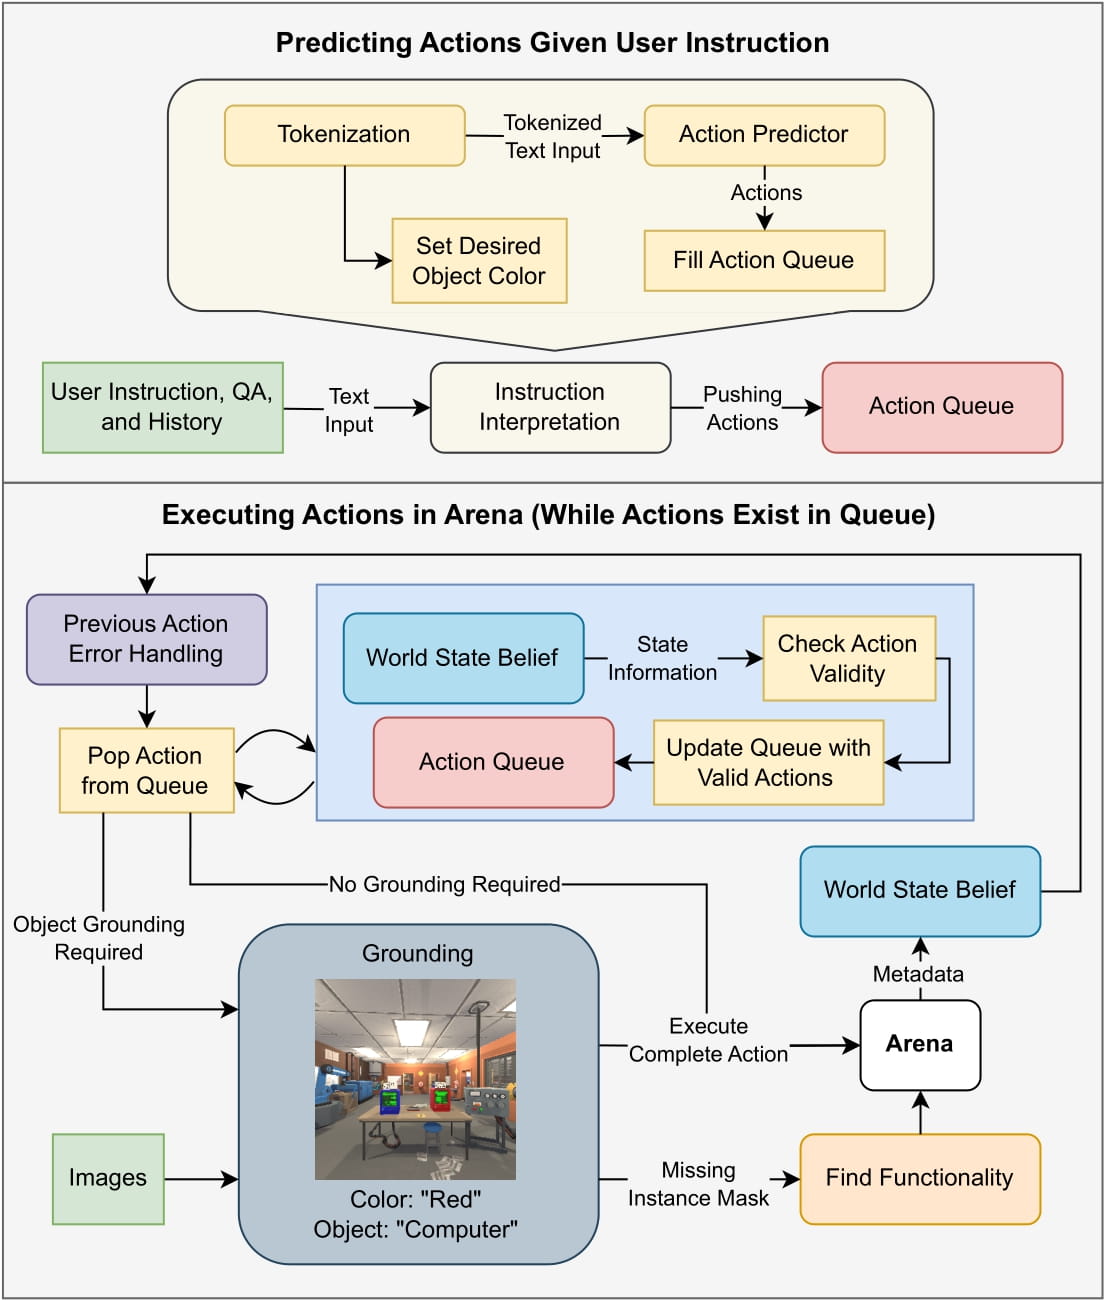 Predicting Actions Given User Instruction
Tokenization
Tokenized
Text Input
Action Predictor
Actions
Set Desired
Object Color
Fill Action Queue
User Instruction, QA,
and History
Text
Input
Instruction
Interpretation
Pushing
Actions
Action Queue
Executing Actions in Arena (While Actions Exist in Queue)
Previous Action
Error Handling
World State Belief
State
Information
Check Action
Validity
Pop Action
from Queue
Action Queue
Update Queue with
Valid Actions
No Grounding Required
World State Belief
Object Grounding
Required
Grounding
Metadata
Execute
Complete Action
Arena
Images
Missing
Instance Mask
Find Functionality
Color: "Red"
Object: "Computer"